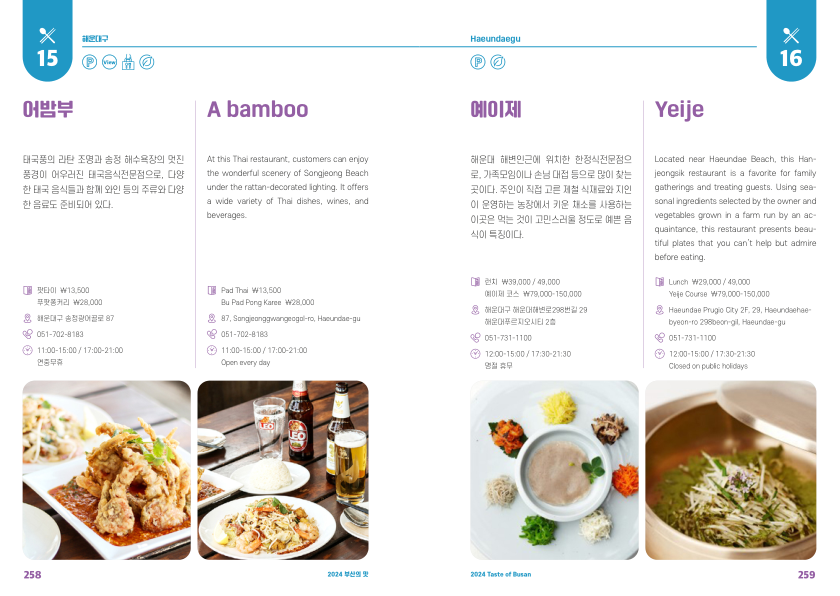 15
해운대구
P
View
어밤부
태국풍의 라탄 조명과 송정 해수욕장의 멋진
풍경이 어우러진 태국음식전문점으로, 다양
한 태국 음식들과 함께 와인 등의 주류와 다양
한 음료도 준비되어 있다.
팟타이 ₩13,500
푸팟퐁커리 ₩28,000
해운대구 송정광어골로 87
051-702-8183
11:00-15:00 / 17:00-21:00
연중무휴
A bamboo
At this Thai restaurant, customers can enjoy
the wonderful scenery of Songjeong Beach
under the rattan-decorated lighting. It offers
a wide variety of Thai dishes, wines, and
beverages.
Pad Thai ₩13,500
Bu Pad Pong Karee ₩28,000
87, Songjeonggwangeogol-ro, Haeundae-gu
051-702-8183
11:00-15:00 / 17:00-21:00
Open every day
LEO
LEO
258
2024 부산의 맛
Haeundaegu
16
P
예이제
해운대 해변인근에 위치한 한정식전문점으
로, 가족모임이나 손님 대접 등으로 많이 찾는
곳이다. 주인이 직접 고른 제철 식재료와 지인
이 운영하는 농장에서 키운 채소를 사용하는
이곳은 먹는 것이 고민스러울 정도로 예쁜 음
식이 특징이다.
런치 ₩39,000 / 49,000
예이제 코스 ₩79,000-150,000
해운대구 해운대해변로298번길 29
해운대푸르지오시티 2층
051-731-1100
12:00-15:00 / 17:30-21:30
명절 휴무
Yeije
Located near Haeundae Beach, this Han-
jeongsik restaurant is a favorite for family
gatherings and treating guests. Using sea-
sonal ingredients selected by the owner and
vegetables grown in a farm run by an ac-
quaintance, this restaurant presents beau-
tiful plates that you can't help but admire
before eating.
Lunch ₩29,000 / 49,000
Yeije Course ₩79,000-150,000
Haeundae Prugio City 2F, 29, Haeundaehae-
byeon-ro 298beon-gil, Haeundae-gu
051-731-1100
12:00-15:00 / 17:30-21:30
Closed on public holidays
2024 Taste of Busan
259